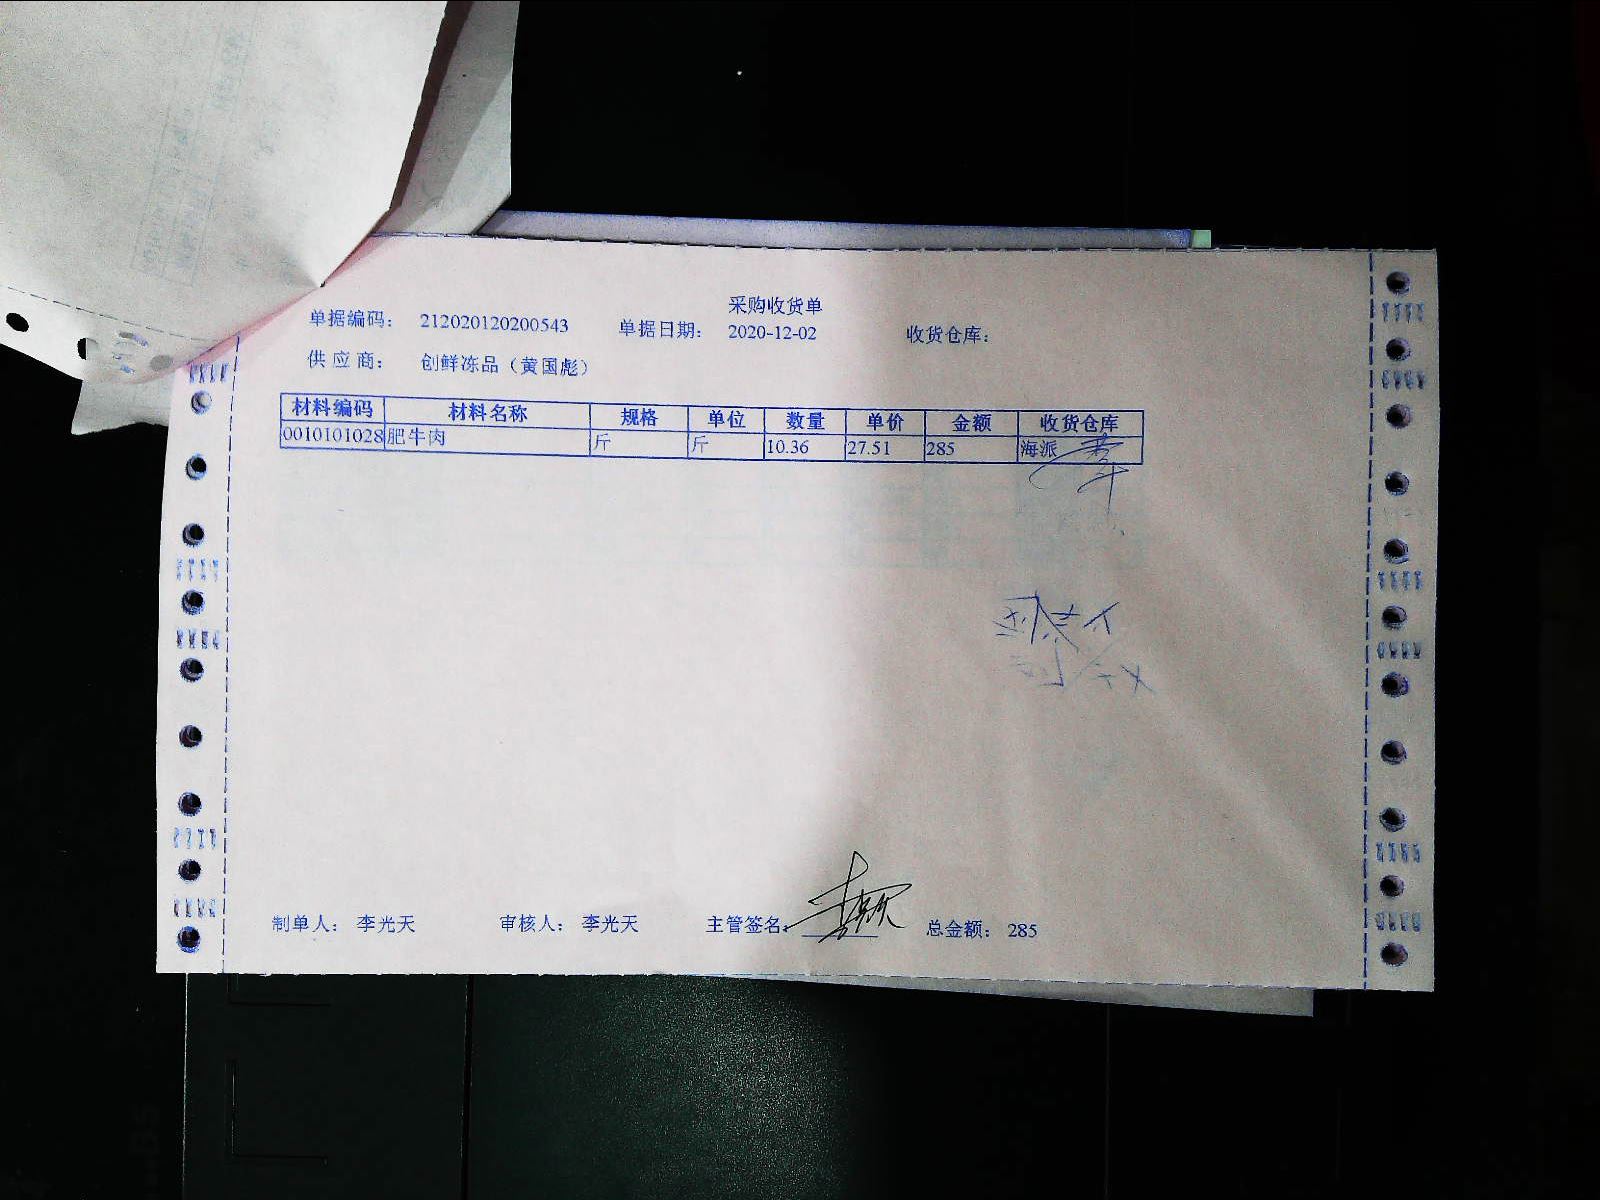 采购收货单
单据编码: 212020120200543 单据日期: 2020-12-02 收货仓库:
供应商: 创鲜冻品（黄国彪）
材料编码 材料名称 规格 单位 数量 单价 金额 收货仓库
0010101028 肥牛肉 斤 斤 10.36 27.51 285 海派
制单人: 李光天 审核人: 李光天 主管签名: 总金额: 285